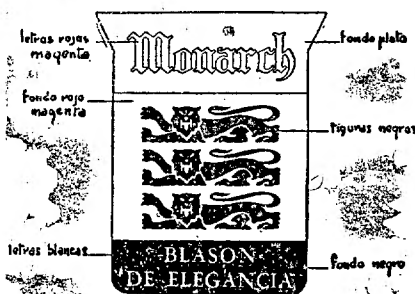 letras rojas
magenta
fondo plata
Monarch
fondo rojo
magenta
figuras negras
letras blancas
fondo negro
BLASON
DE ELEGANCIA